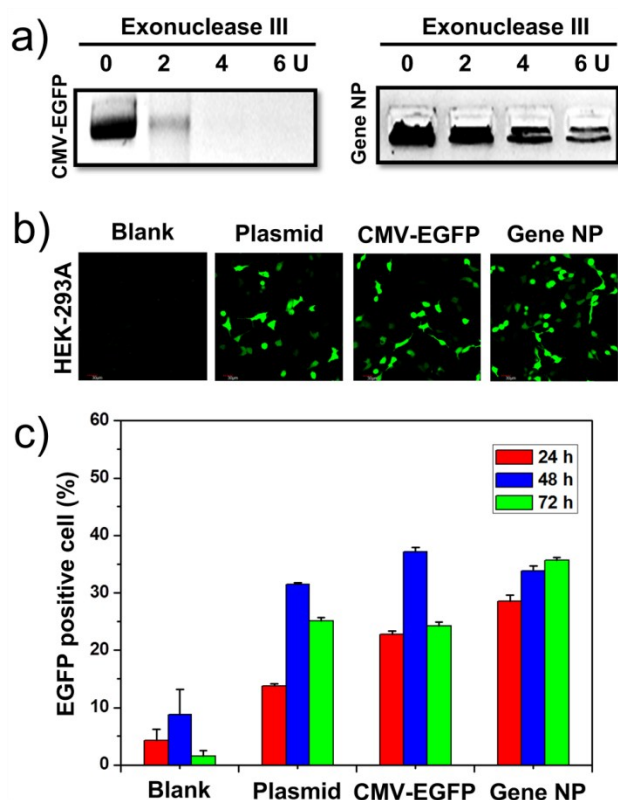 a)
Exonuclease III
0 2 4 6 U
CMV-EGFP
Exonuclease III
0 2 4 6 U
Gene NP
b)
Blank Plasmid CMV-EGFP Gene NP
HEK-293A
c)
EGFP positive cell (%)
60
50
40
30
20
10
0
24 h
48 h
72 h
Blank Plasmid CMV-EGFP Gene NP